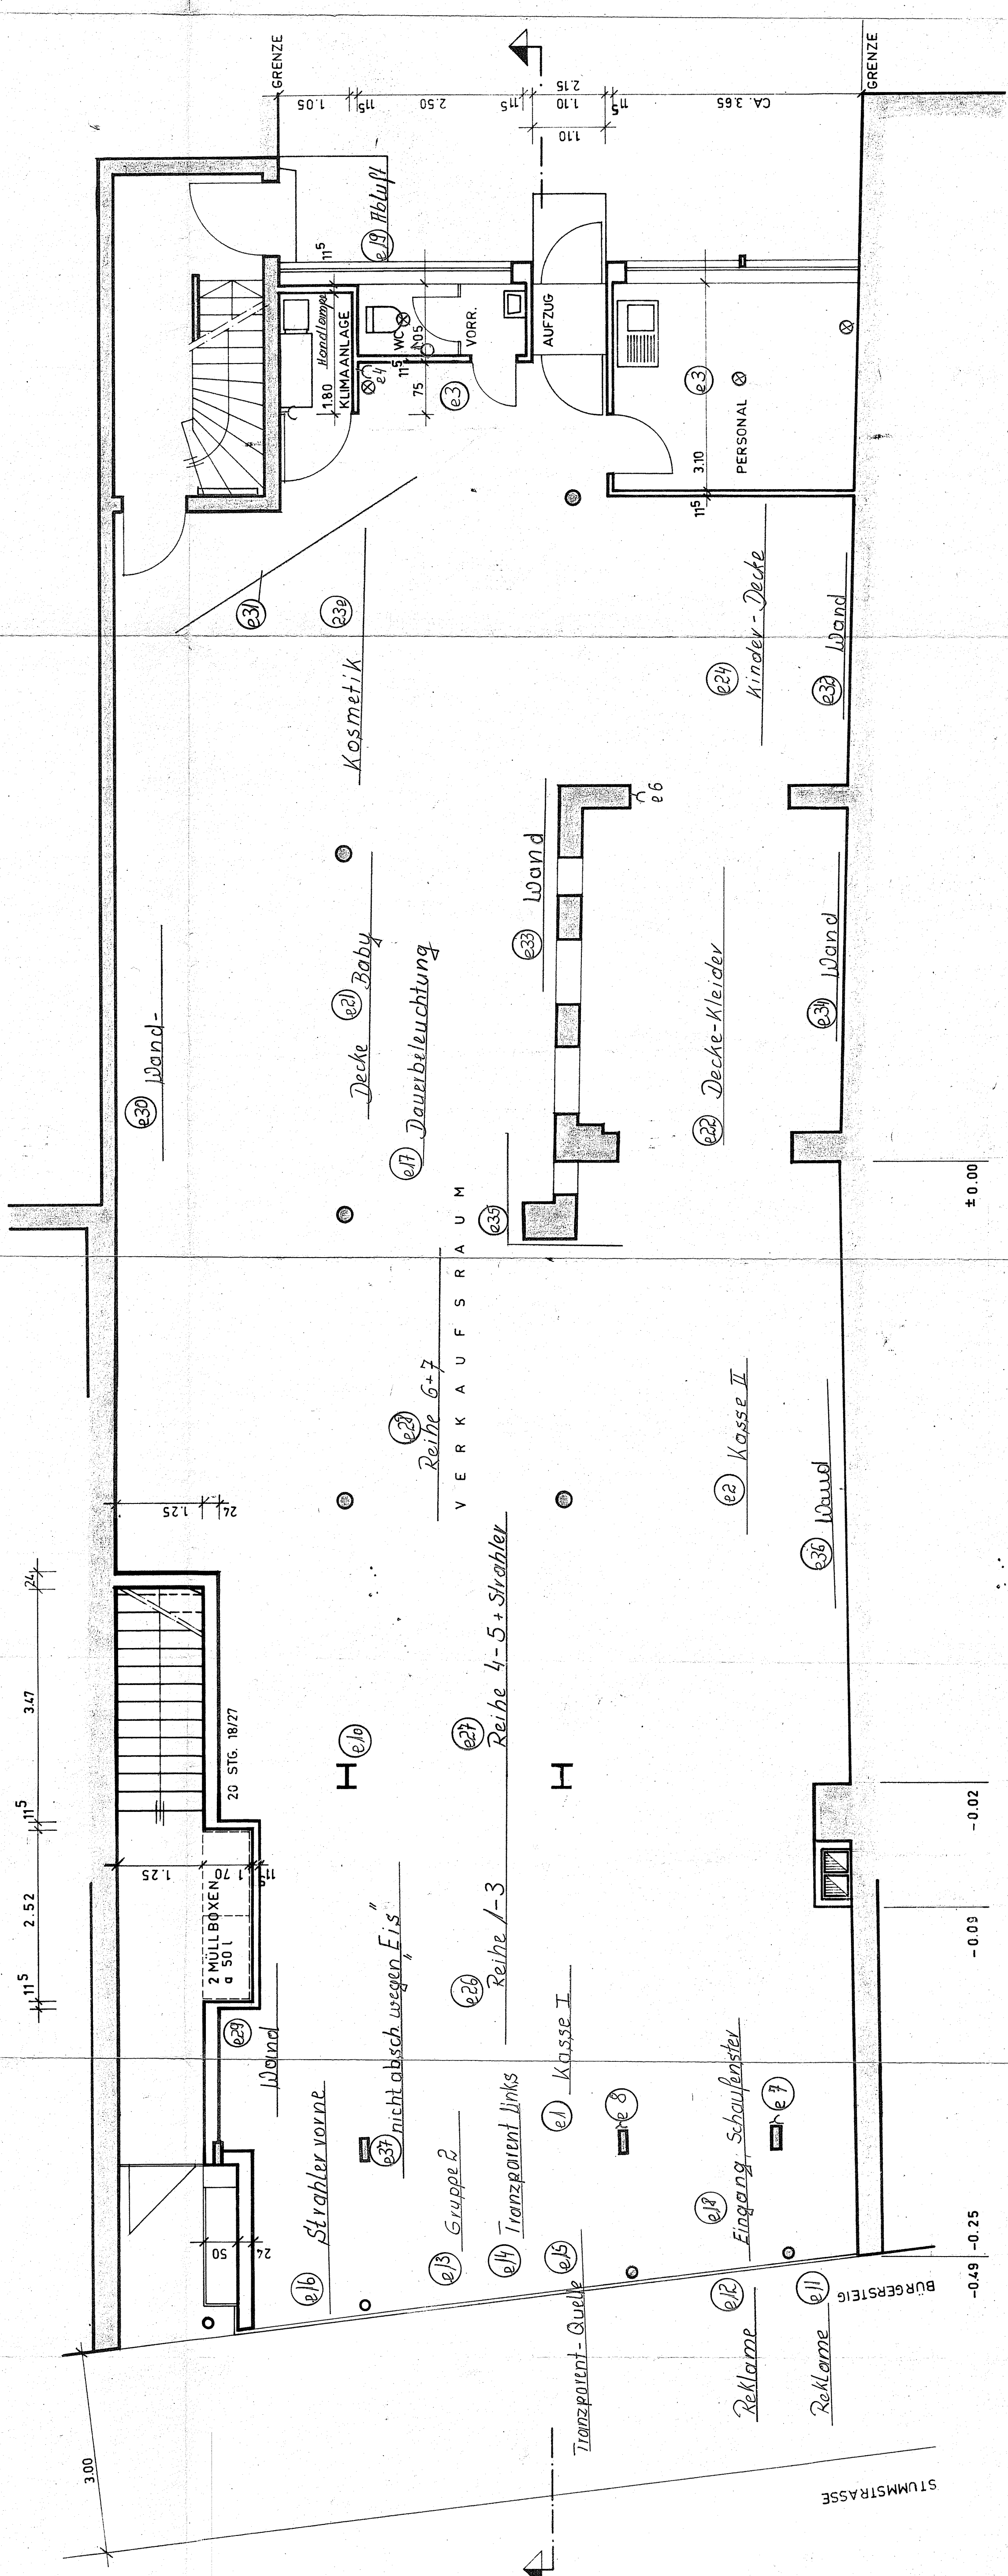 GRENZE
GRENZE
1.05
11⁵
2.50
11⁵
1.10
2.15
11⁵
CA. 3.65
1.10
e19 Abluft
11⁵
Handlampe
1.80
KLIMAANLAGE
WC
1.05
11⁵
e4
75
VORR.
e3
AUFZUG
e3
PERSONAL
3.10
11⁵
e31
23e
Kosmetik
e24
Kinder-Decke
e32 Wand
e6
e33 Wand
Decke e21 Baby
e17 Dauerbeleuchtung
e30 Wand-
e22 Decke-Kleider
e34 Wand
± 0.00
e35
VERKAUFSRAUM
e28
Reihe 6+7
e2 Kasse II
e36 Wand
1.25
24
24
3.47
11⁵
2.52
11⁵
20 STG. 18/27
e10
e27
Reihe 4-5 + Strahler
-0.02
-0.09
1.25
70
11⁵
2 MÜLLBOXEN
a 50 l
e29
Wand
e37 nicht absch. wegen „Eis"
e26
Reihe 1-3
e1 Kasse I
e8
e7
e18
Eingang, Schaufenster
Strahler vorne
e16
e13 Gruppe 2
e14 Tranzparent links
e15
Tranzparent-Quelle
50
24
e12
Reklame
e11
Reklame
BÜRGERSTEIG
-0.49 -0.25
3.00
STUMMSTRASSE